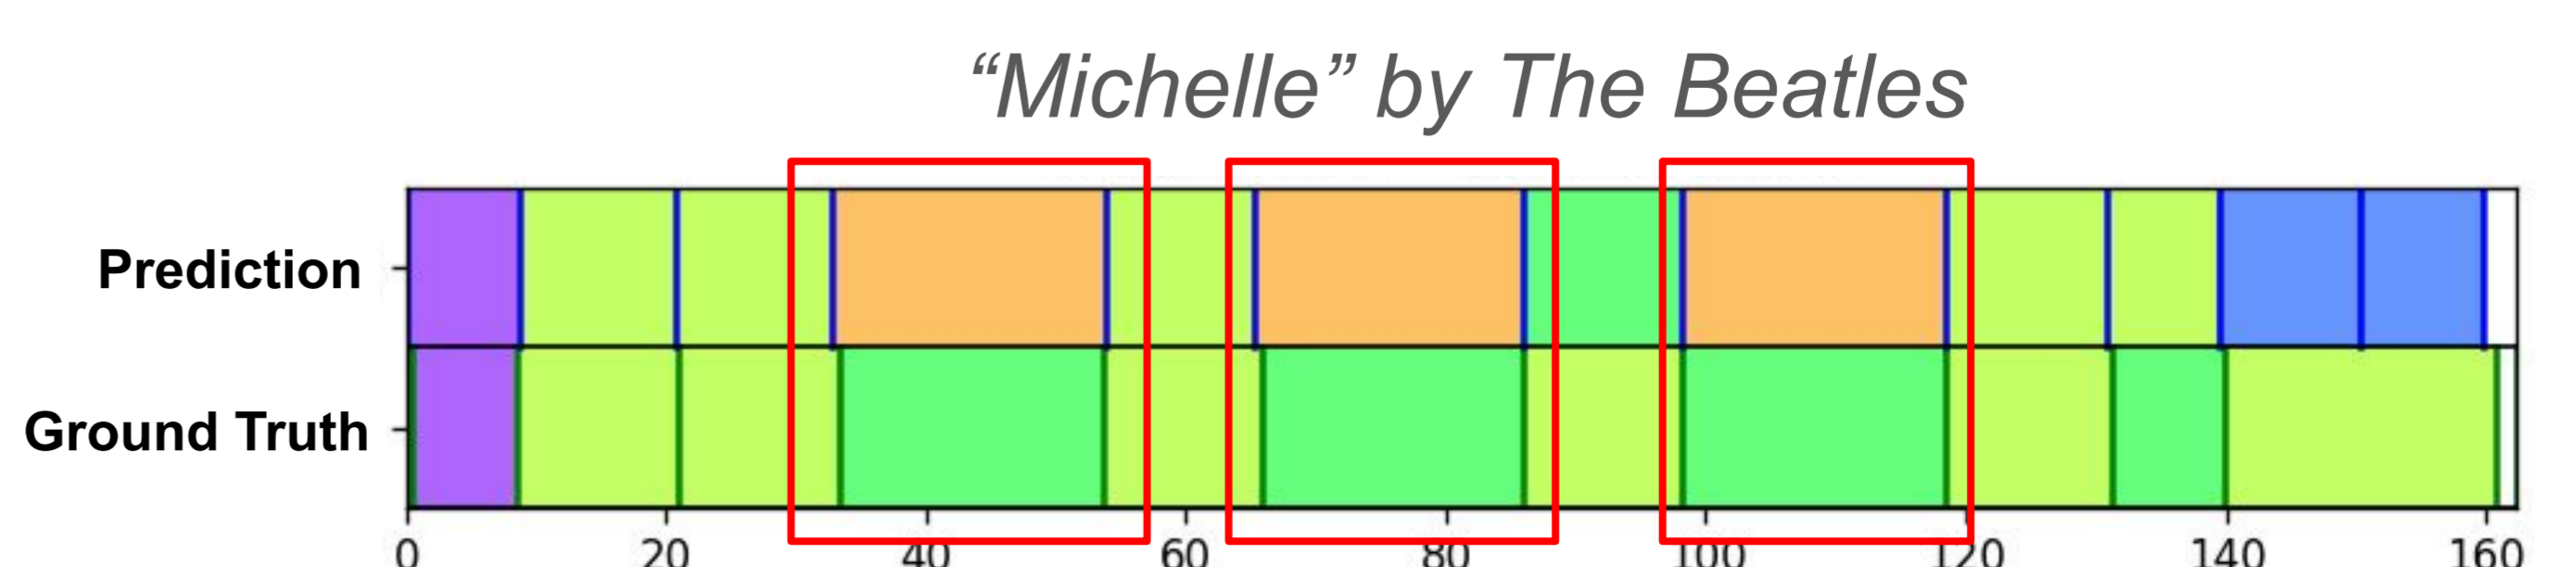 “Michelle” by The Beatles
Prediction
Ground Truth
0 20 40 60 80 100 120 140 160